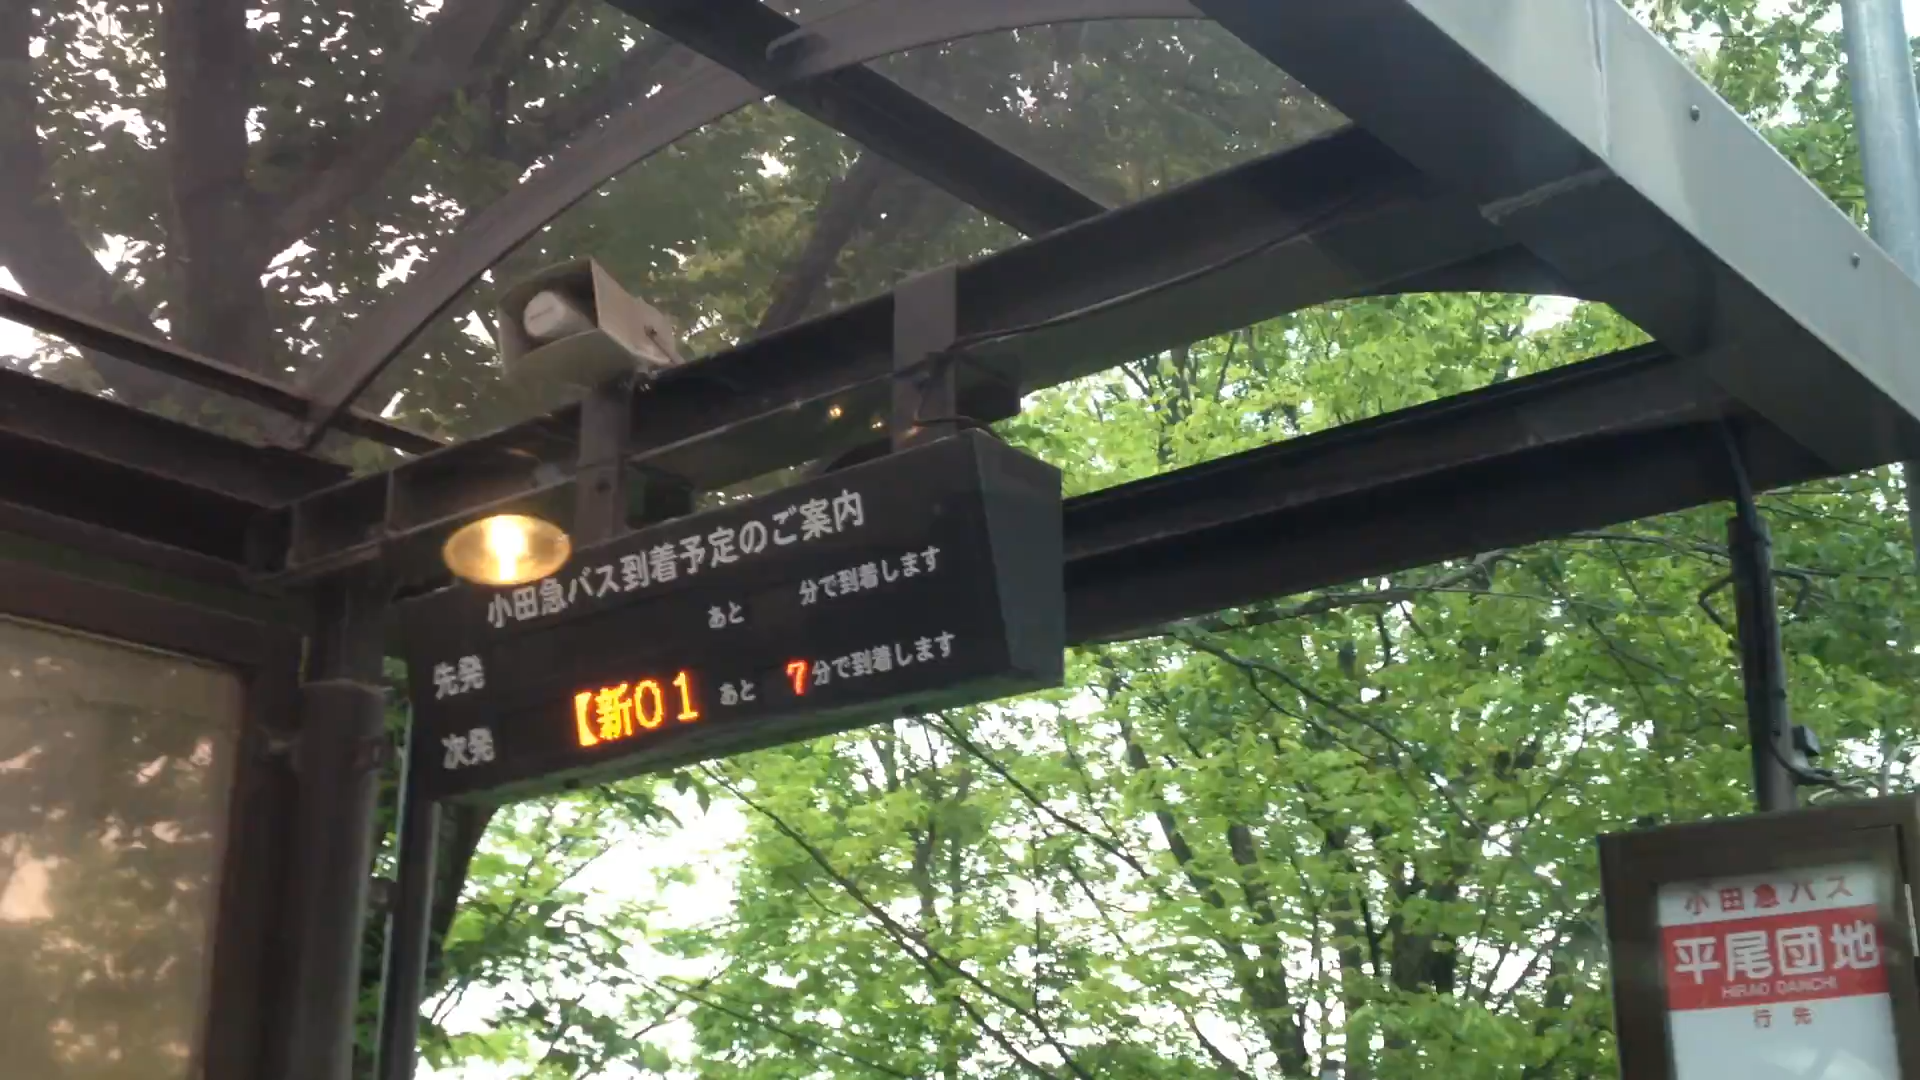 小田急バス到着予定のご案内
先発 あと 分で到着します
次発 【新01 あと 7分で到着します
小田急バス
平尾団地
HIRAO DANCHI
行先